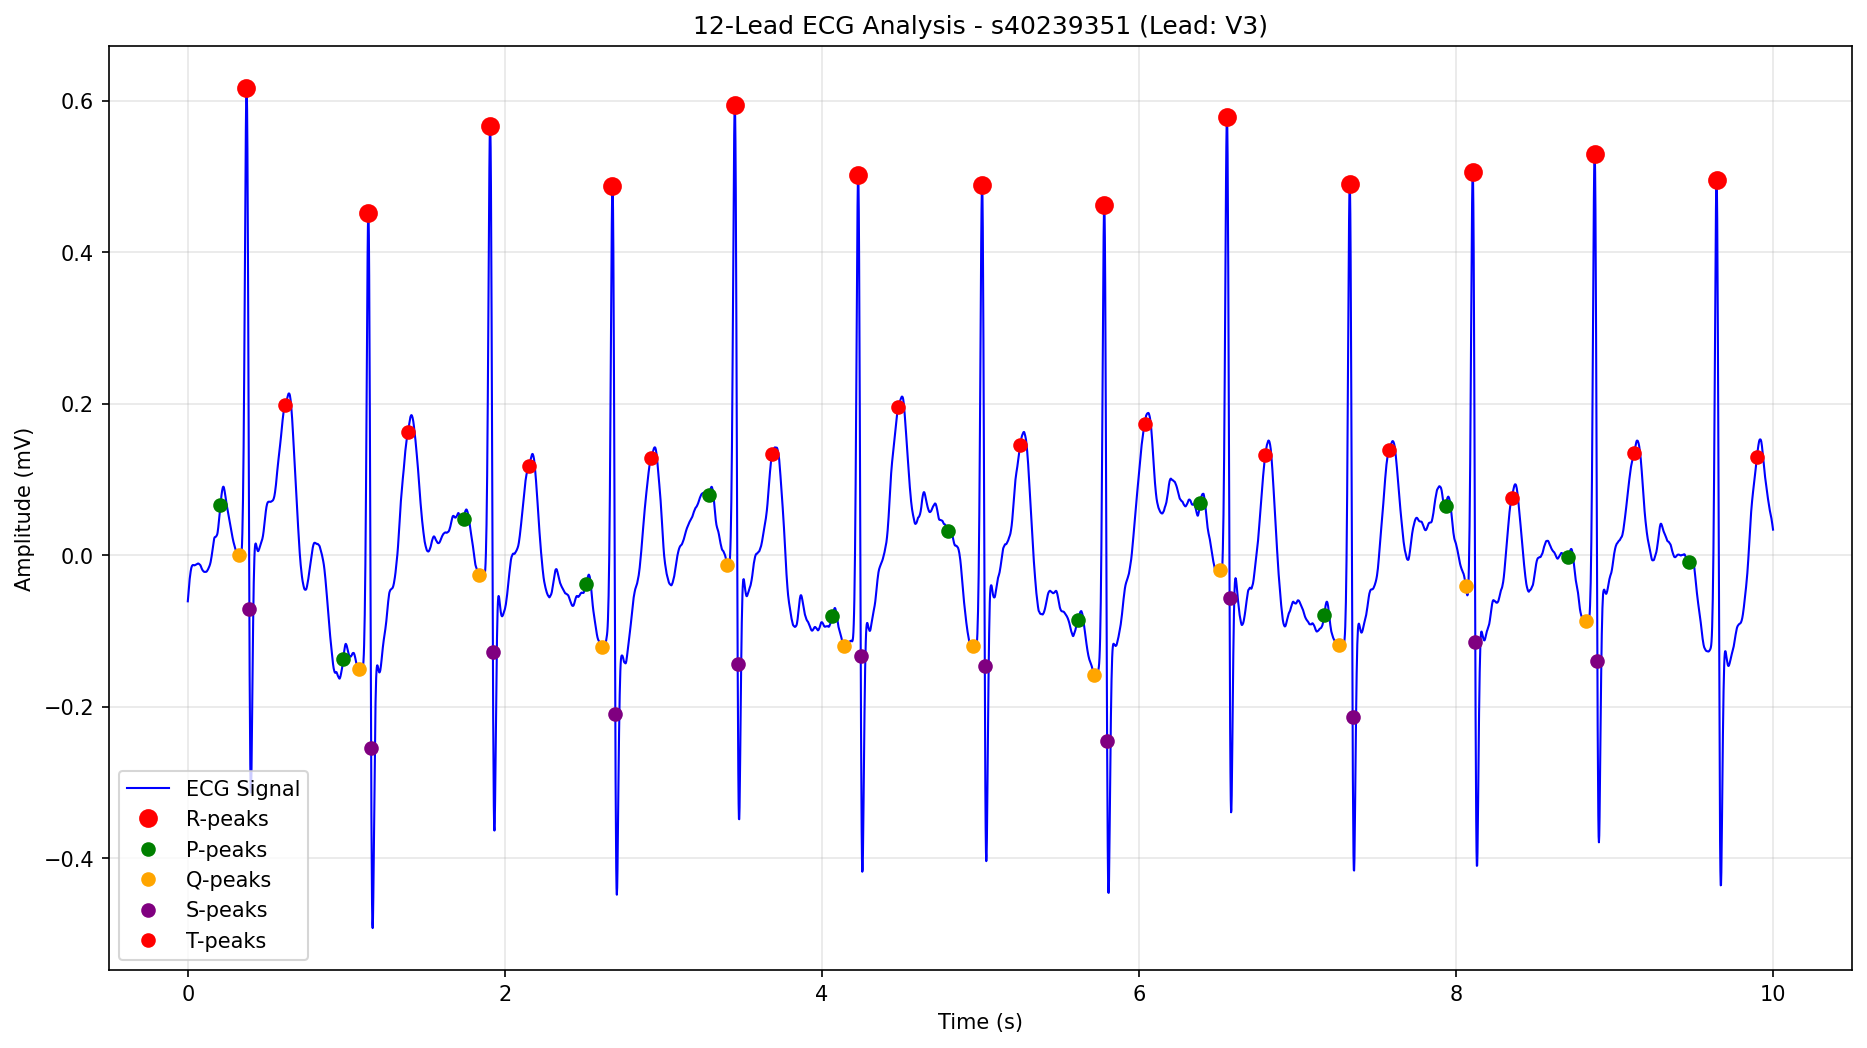 12-Lead ECG Analysis - s40239351 (Lead: V3)
Amplitude (mV)
0.6
0.4
0.2
0.0
−0.2
−0.4
ECG Signal
R-peaks
P-peaks
Q-peaks
S-peaks
T-peaks
0 2 4 6 8 10
Time (s)